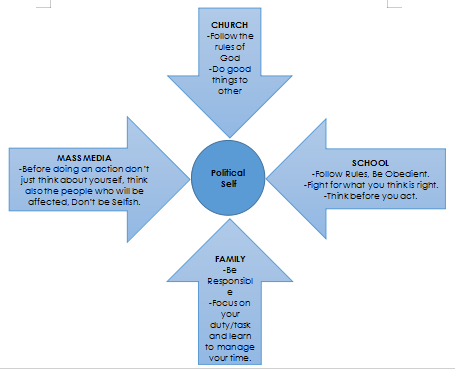 CHURCH
-Follow the
rules of
God
-Do good
things to
other
MASS MEDIA
-Before doing an action don't
just think about yourself, think
also the people who will be
affected, Don't be Selfish.
Political
Self
SCHOOL
-Follow Rules, Be Obedient.
-Fight for what you think is right.
-Think before you act.
FAMILY
-Be
Responsibl
e
-Focus on
your
duty/task
and learn
to manage
your time.